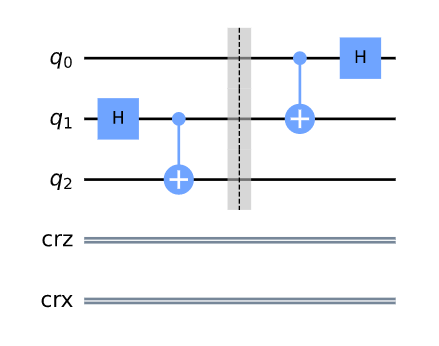 q₀ H
q₁ H
q₂
crz
crx